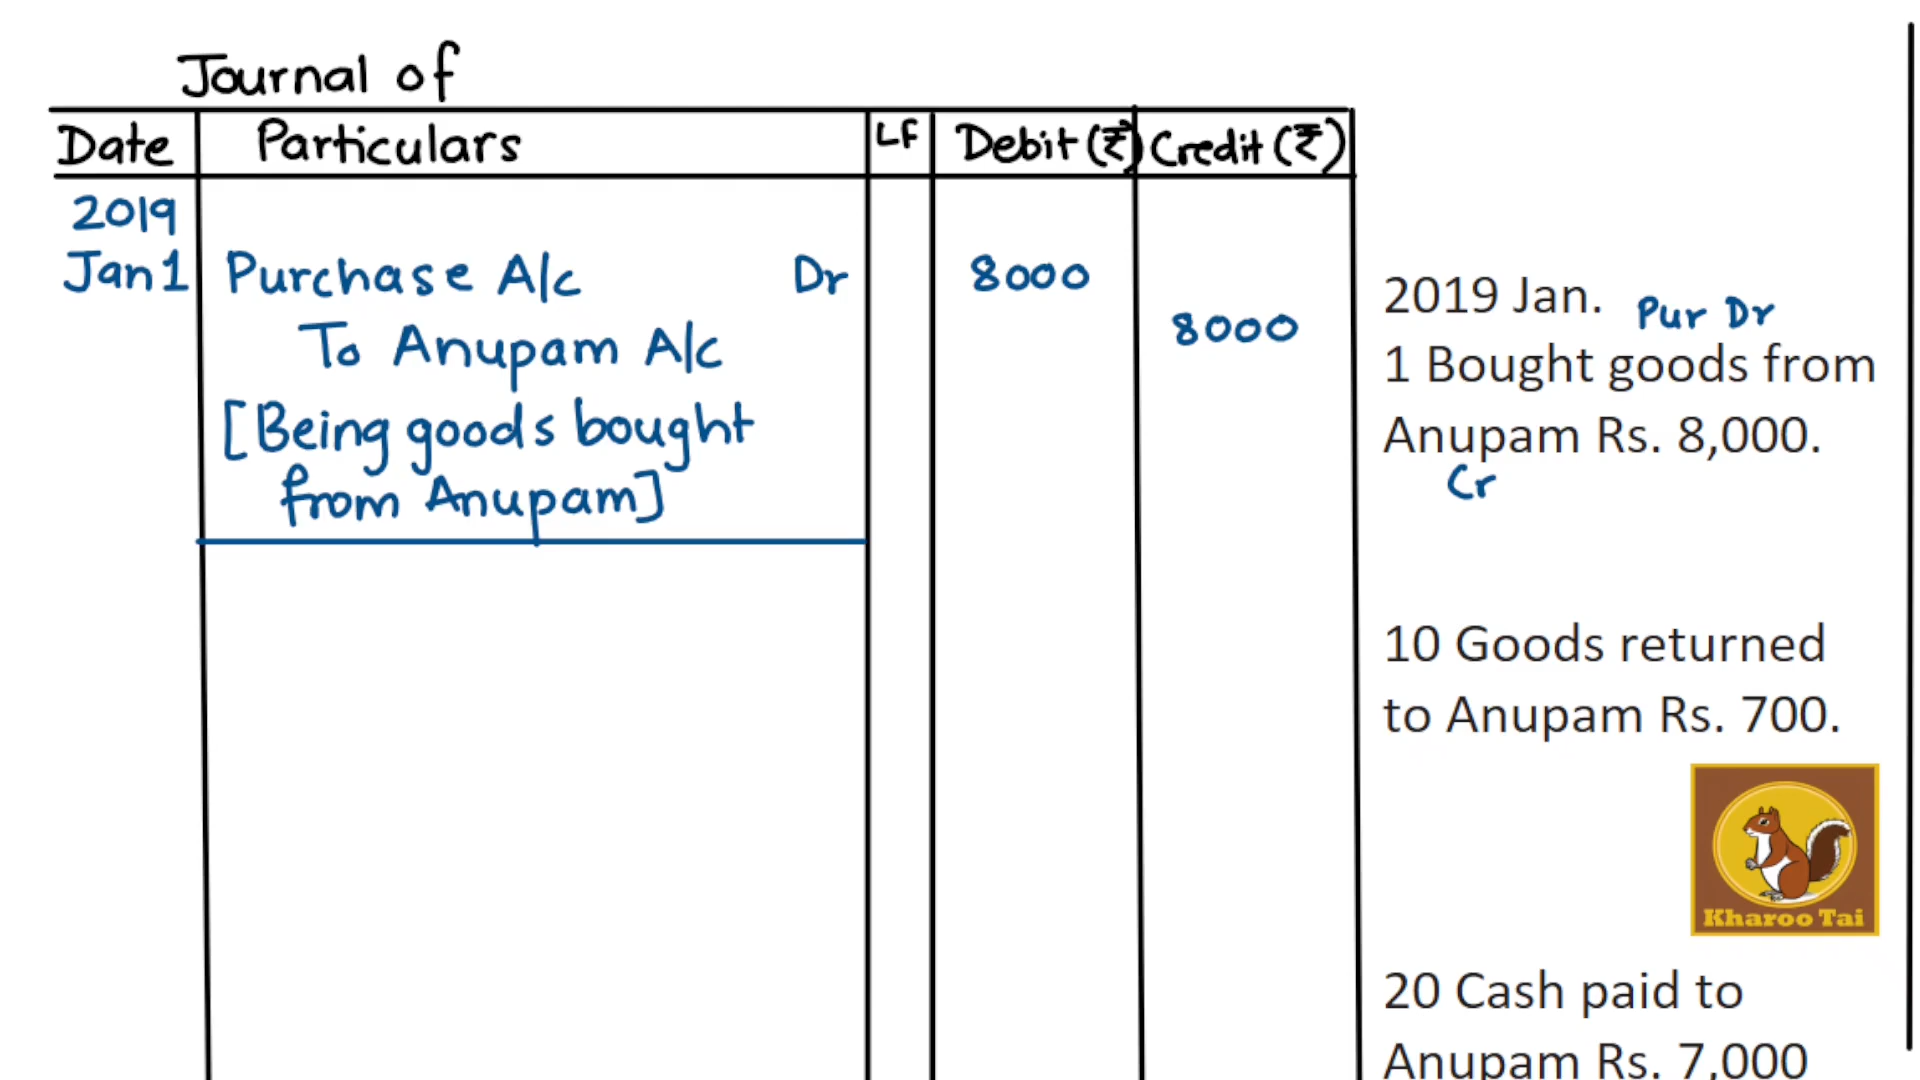 Journal of
Date Particulars LF Debit (₹) Credit (₹)
2019
Jan 1 Purchase A/c Dr 8000
To Anupam A/c 8000
[Being goods bought
from Anupam]
2019 Jan.
Pur Dr
1 Bought goods from
Anupam Rs. 8,000.
Cr
10 Goods returned
to Anupam Rs. 700.
Kharoo Tai
20 Cash paid to
Anupam Rs. 7,000